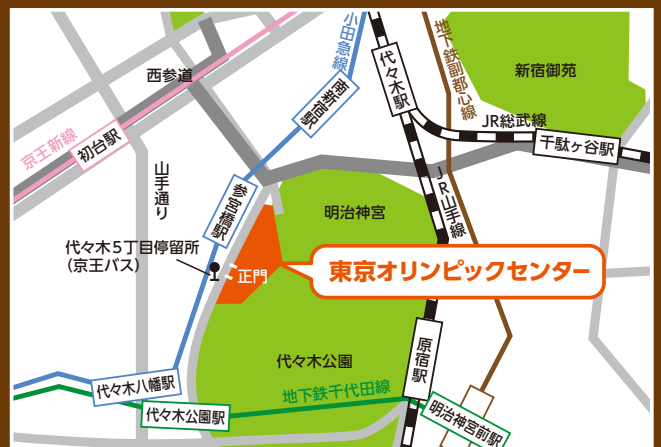 小田急線
地下鉄副都心線
西参道
代々木駅
新宿御苑
南新宿駅
JR総武線
京王新線
初台駅
千駄ヶ谷駅
山手通り
参宮橋駅
明治神宮
JR山手線
代々木5丁目停留所
(京王バス)
正門
東京オリンピックセンター
原宿駅
代々木公園
代々木八幡駅
地下鉄千代田線
代々木公園駅
明治神宮前駅